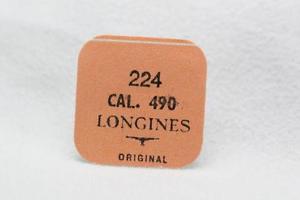 224
CAL. 490
LONGINES
ORIGINAL